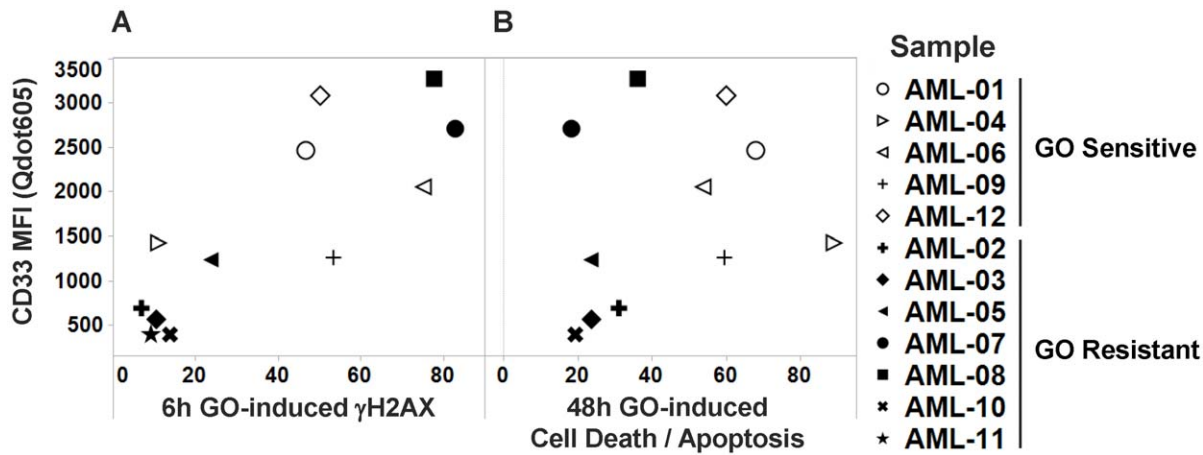 A
B
CD33 MFI (Qdot605)
3500
3000
2500
2000
1500
1000
500
0 20 40 60 80
0 20 40 60 80
6h GO-induced γH2AX
48h GO-induced
Cell Death / Apoptosis
Sample
AML-01
AML-04
AML-06
AML-09
AML-12
GO Sensitive
AML-02
AML-03
AML-05
AML-07
AML-08
AML-10
AML-11
GO Resistant